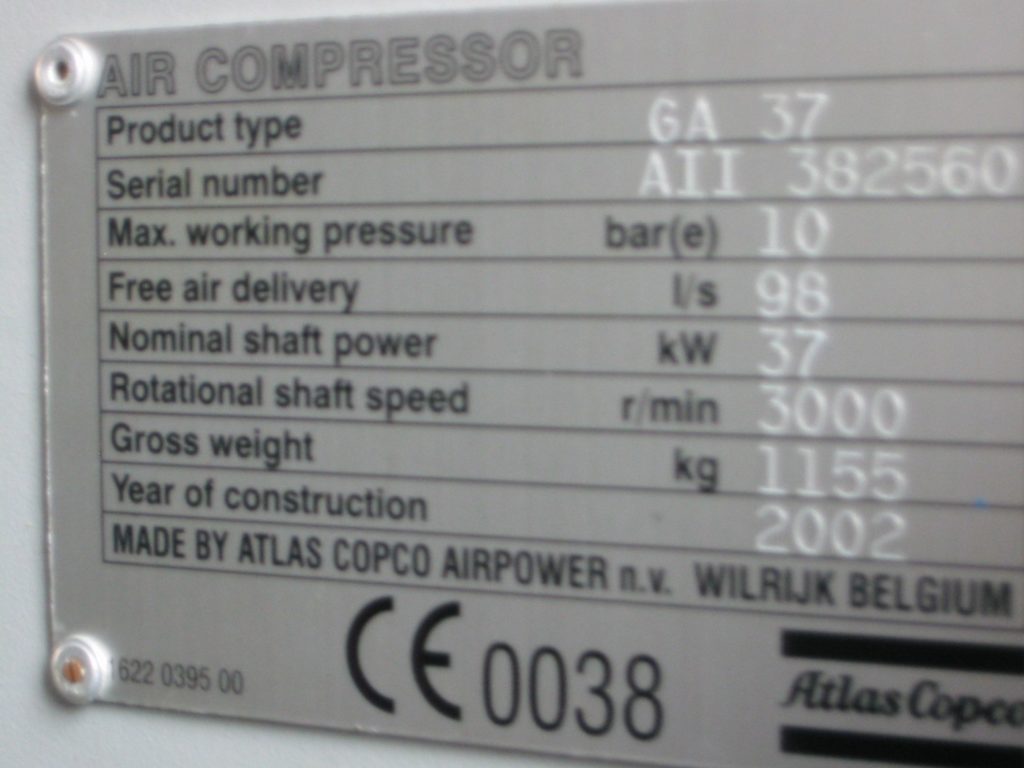 AIR COMPRESSOR
Product type GA 37
Serial number AII 382560
Max. working pressure bar(e) 10
Free air delivery l/s 98
Nominal shaft power kW 37
Rotational shaft speed r/min 3000
Gross weight kg 1155
Year of construction 2002
MADE BY ATLAS COPCO AIRPOWER n.v. WILRIJK BELGIUM
CE 0038
1622 0395 00
Atlas Copco